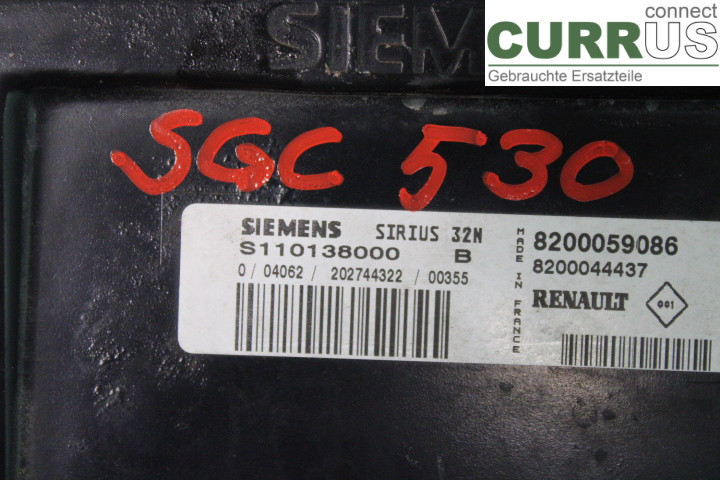 connect
CURRUS
Gebrauchte Ersatzteile
SIEM
SGC 530
SIEMENS SIRIUS 32N
S110138000 B
0 / 04062 / 202744322 / 00355
MADE IN FRANCE
8200059086
8200044437
RENAULT 001